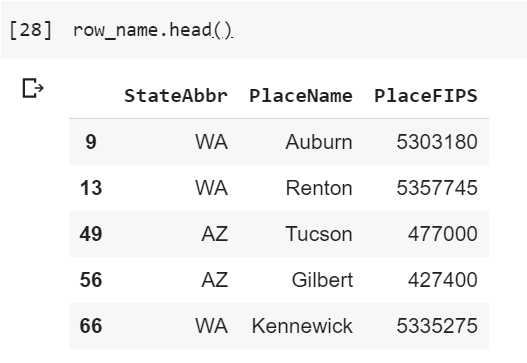 [28] row_name.head()
StateAbbr PlaceName PlaceFIPS
9 WA Auburn 5303180
13 WA Renton 5357745
49 AZ Tucson 477000
56 AZ Gilbert 427400
66 WA Kennewick 5335275